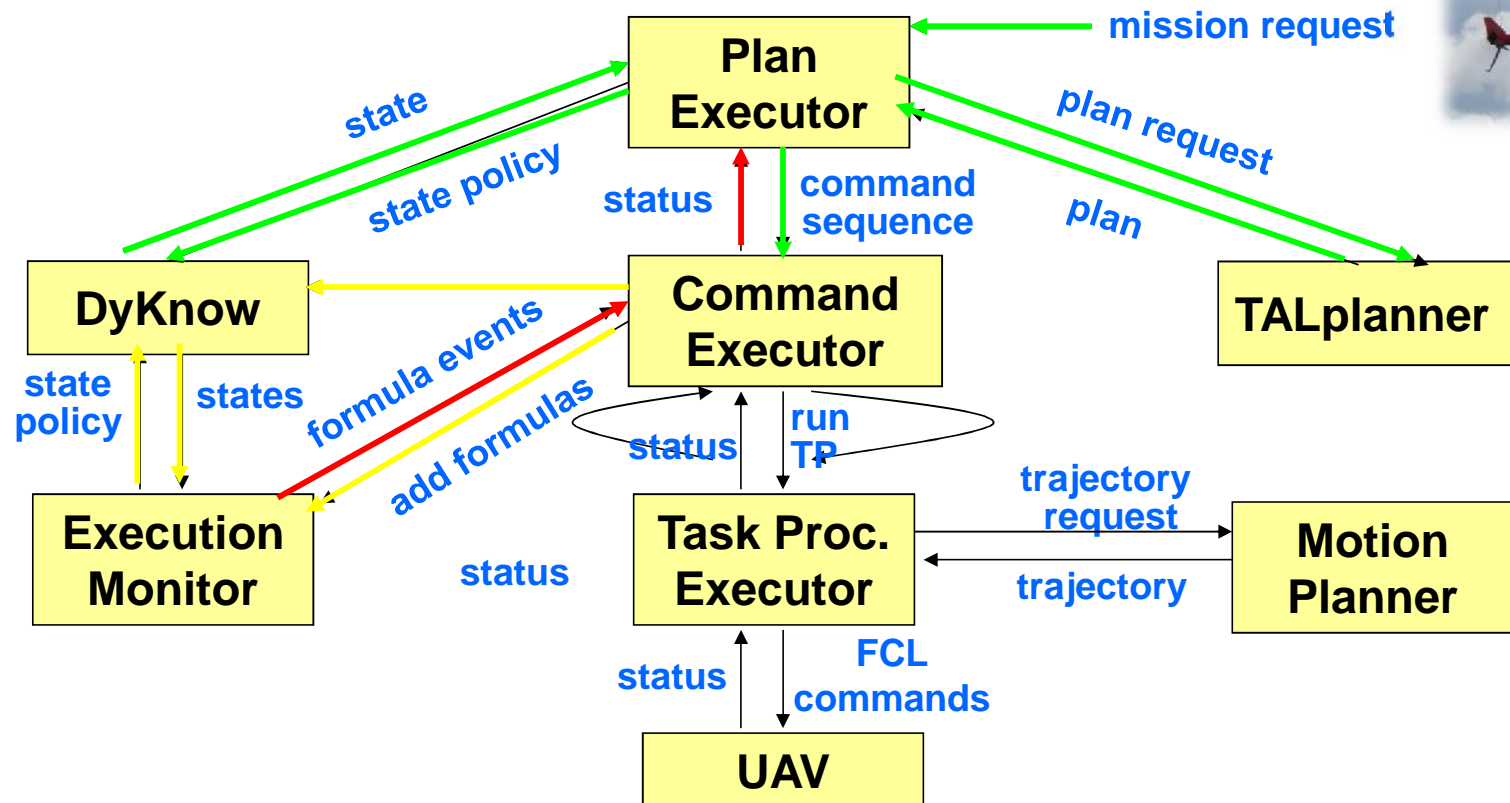 mission request
Plan
Executor
state
plan request
state policy
status
command
sequence
plan
DyKnow
Command
Executor
TALplanner
state
policy
states
formula events
add formulas
status
run
TP
trajectory
request
Execution
Monitor
status
Task Proc.
Executor
trajectory
Motion
Planner
status
FCL
commands
UAV